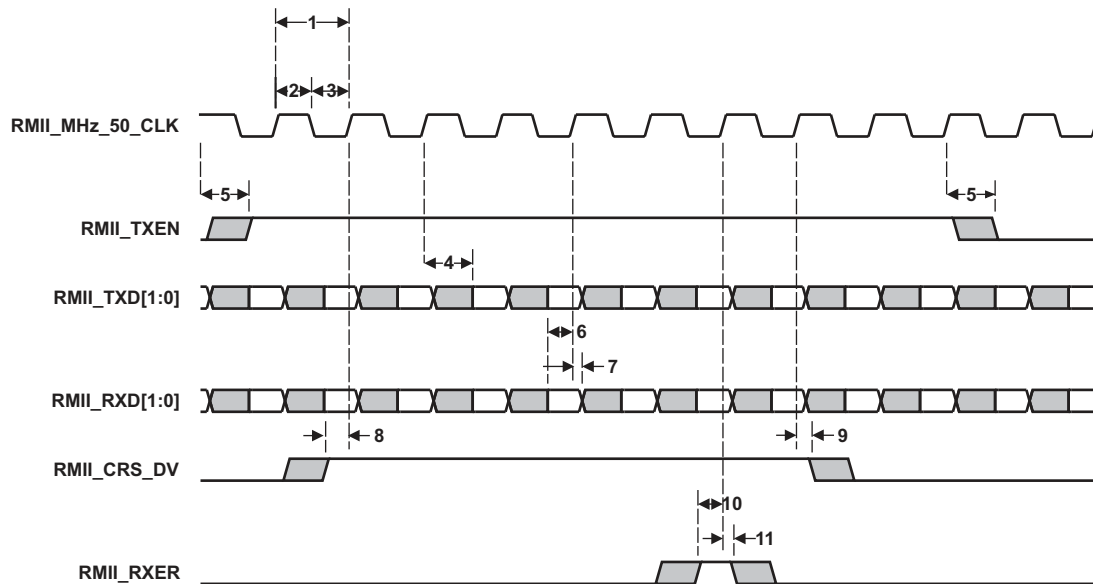 1
2 3
RMII_MHz_50_CLK
5 5
RMII_TXEN
4
RMII_TXD[1:0]
6
7
RMII_RXD[1:0]
8 9
RMII_CRS_DV
10
11
RMII_RXER